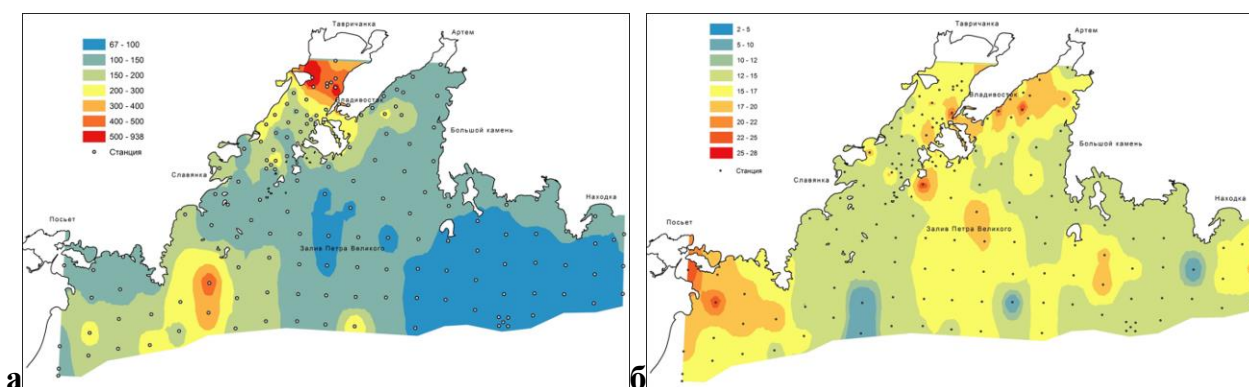 Тавричанка
Артем
67 - 100
100 - 150
150 - 200
200 - 300
300 - 400
400 - 500
500 - 938
Станция
Владивосток
Большой камень
Славянка
Находка
Посьет
Залив Петра Великого
а
Тавричанка
Артем
2 - 5
5 - 10
10 - 12
12 - 15
15 - 17
17 - 20
20 - 22
22 - 25
25 - 28
Станция
Владивосток
Большой камень
Славянка
Находка
Посьет
Залив Петра Великого
б